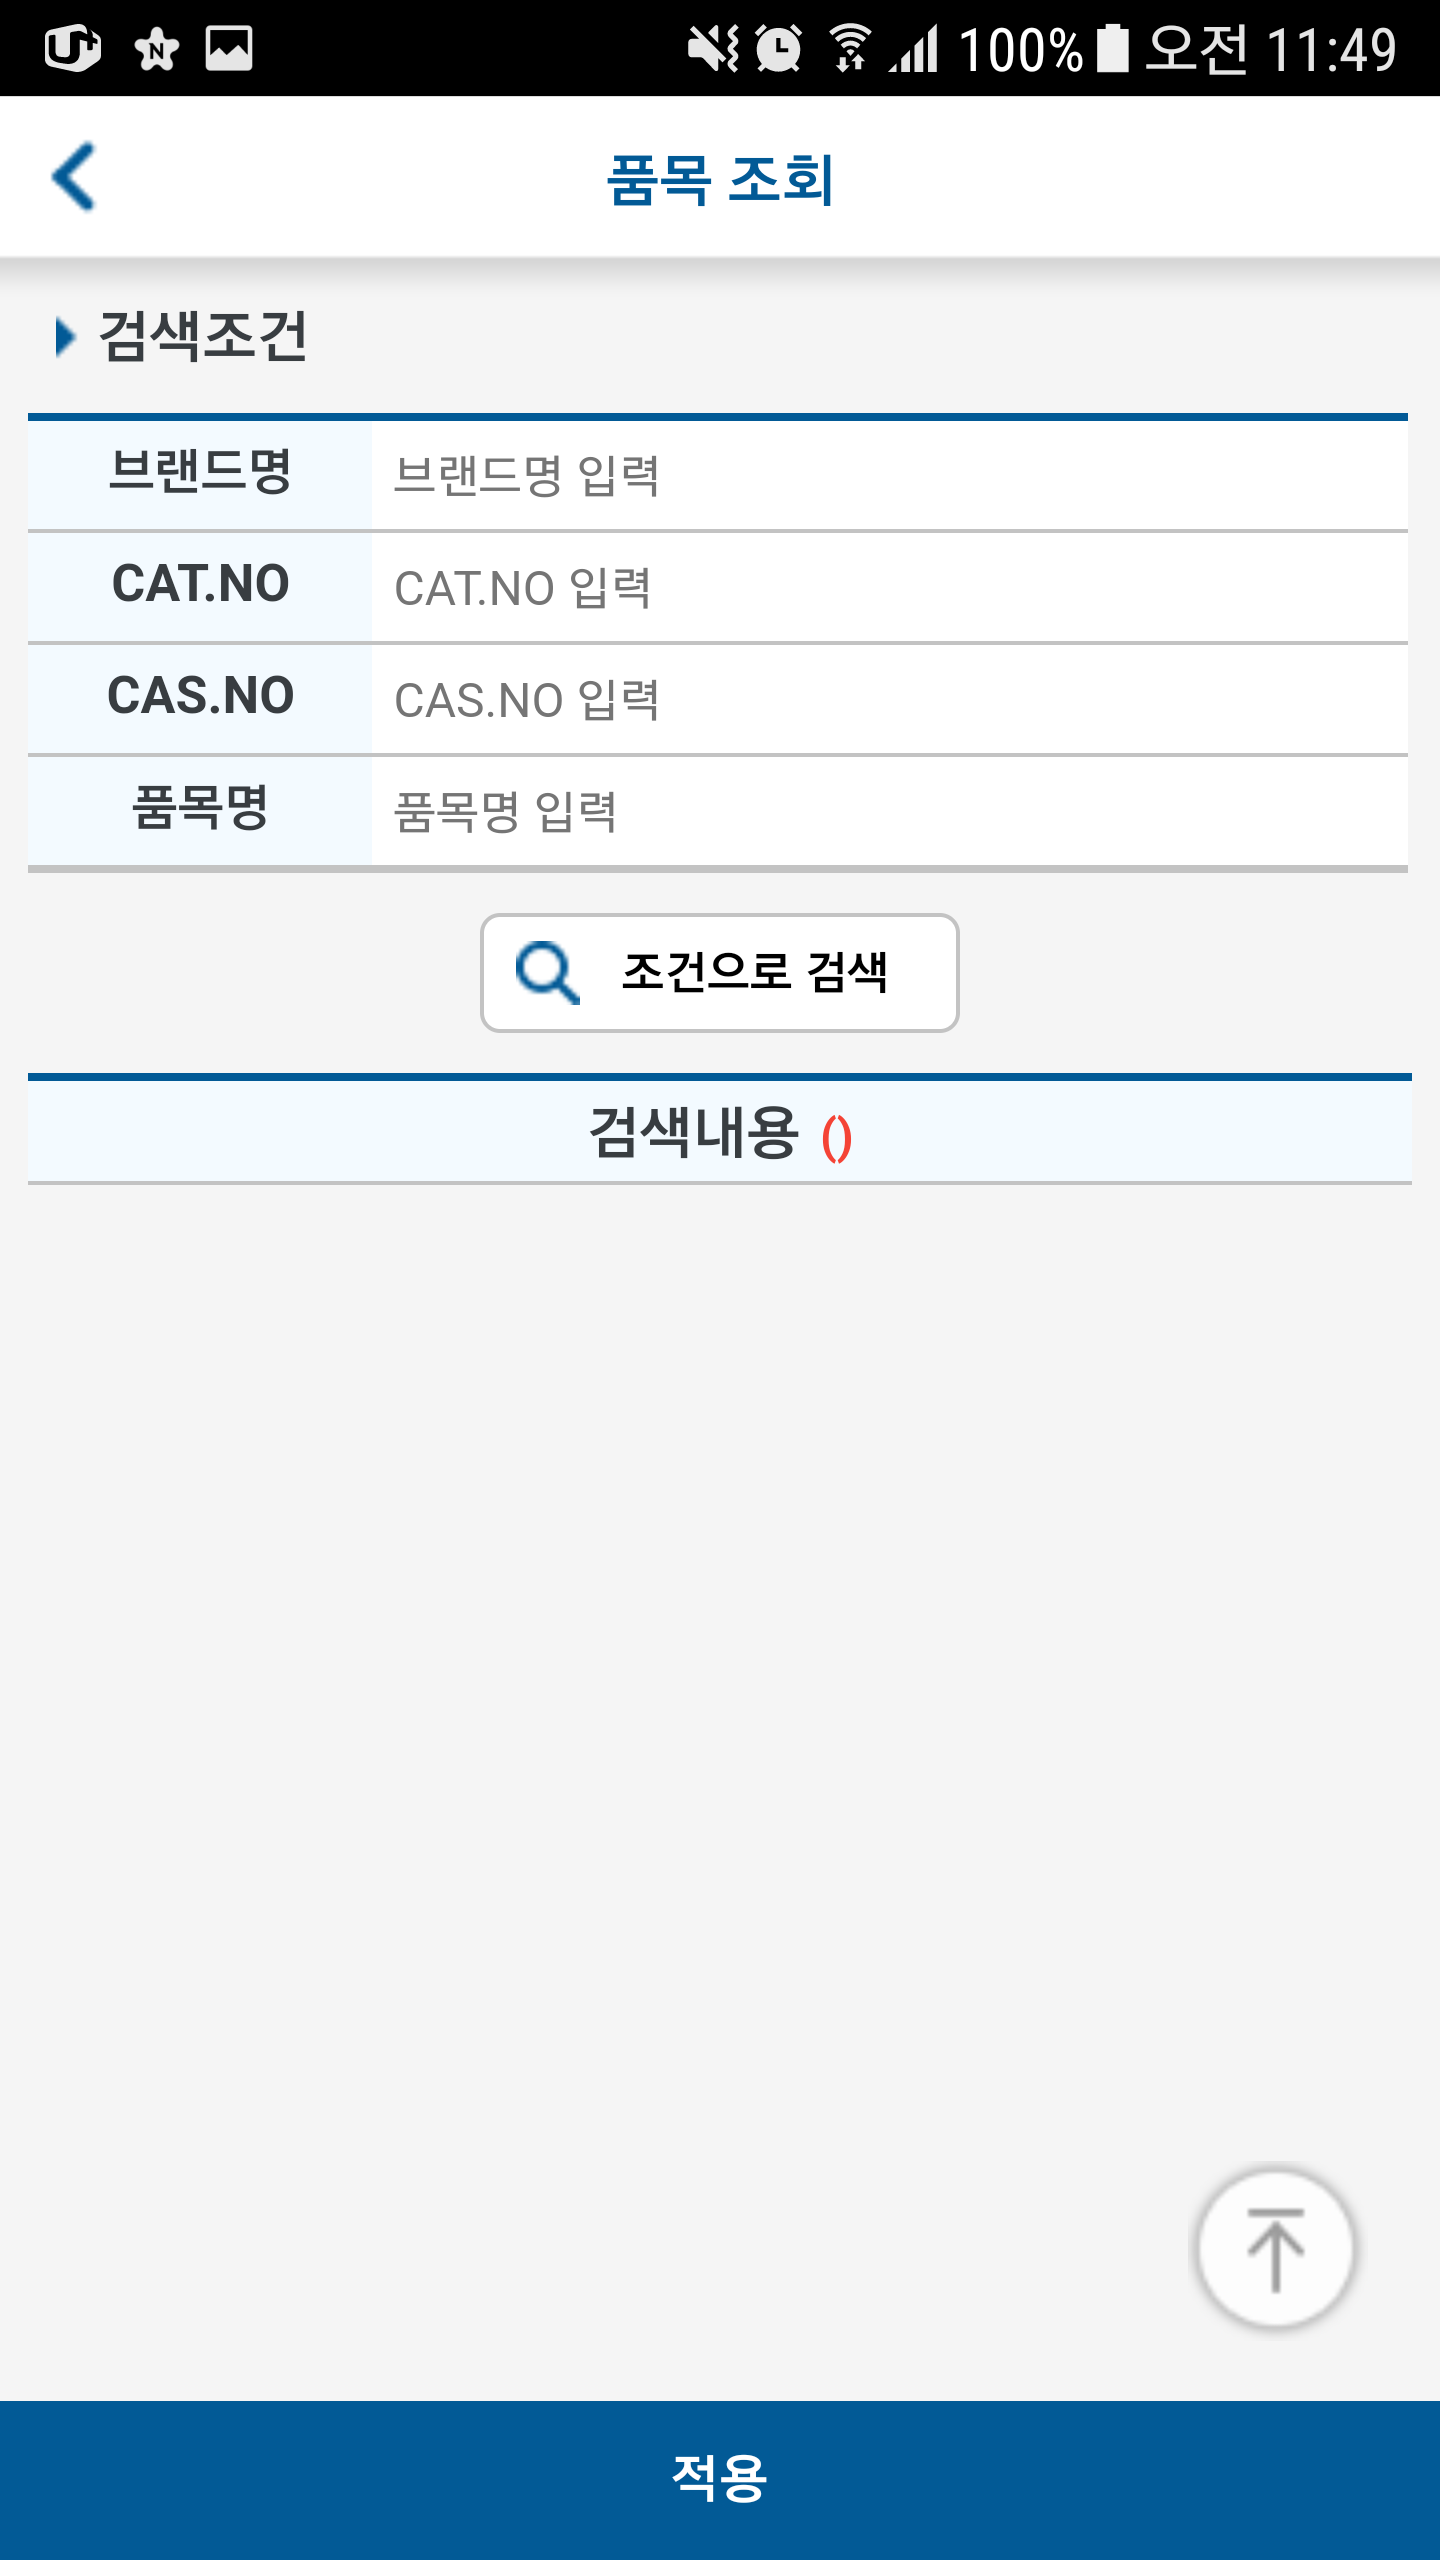 100% 오전 11:49
품목 조회
검색조건
브랜드명 브랜드명 입력
CAT.NO CAT.NO 입력
CAS.NO CAS.NO 입력
품목명 품목명 입력
조건으로 검색
검색내용 ()
적용